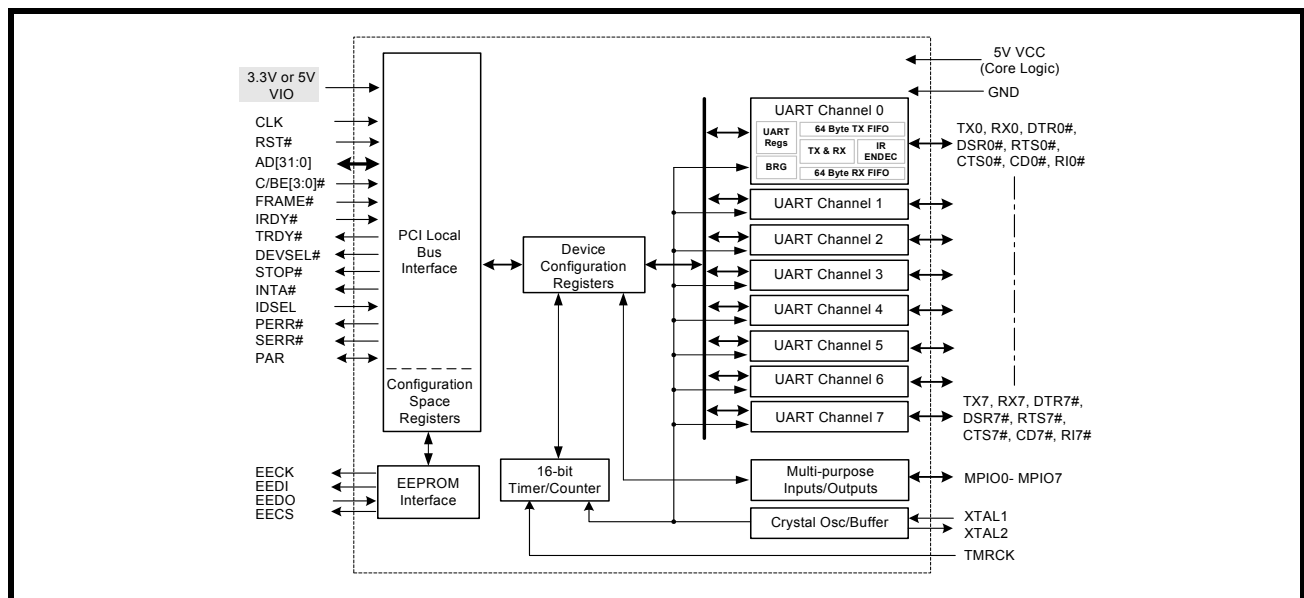 3.3V or 5V
VIO
CLK
RST#
AD[31:0]
C/BE[3:0]#
FRAME#
IRDY#
TRDY#
DEVSEL#
STOP#
INTA#
IDSEL
PERR#
SERR#
PAR
EECK
EEDI
EEDO
EECS
PCI Local
Bus
Interface
Configuration
Space
Registers
EEPROM
Interface
Device
Configuration
Registers
16-bit
Timer/Counter
UART Channel 0
UART
Regs
BRG
64 Byte TX FIFO
TX & RX
IR
ENDEC
64 Byte RX FIFO
UART Channel 1
UART Channel 2
UART Channel 3
UART Channel 4
UART Channel 5
UART Channel 6
UART Channel 7
Multi-purpose
Inputs/Outputs
Crystal Osc/Buffer
5V VCC
(Core Logic)
GND
TX0, RX0, DTR0#,
DSR0#, RTS0#,
CTS0#, CD0#, RI0#
TX7, RX7, DTR7#,
DSR7#, RTS7#,
CTS7#, CD7#, RI7#
MPIO0- MPIO7
XTAL1
XTAL2
TMRCK